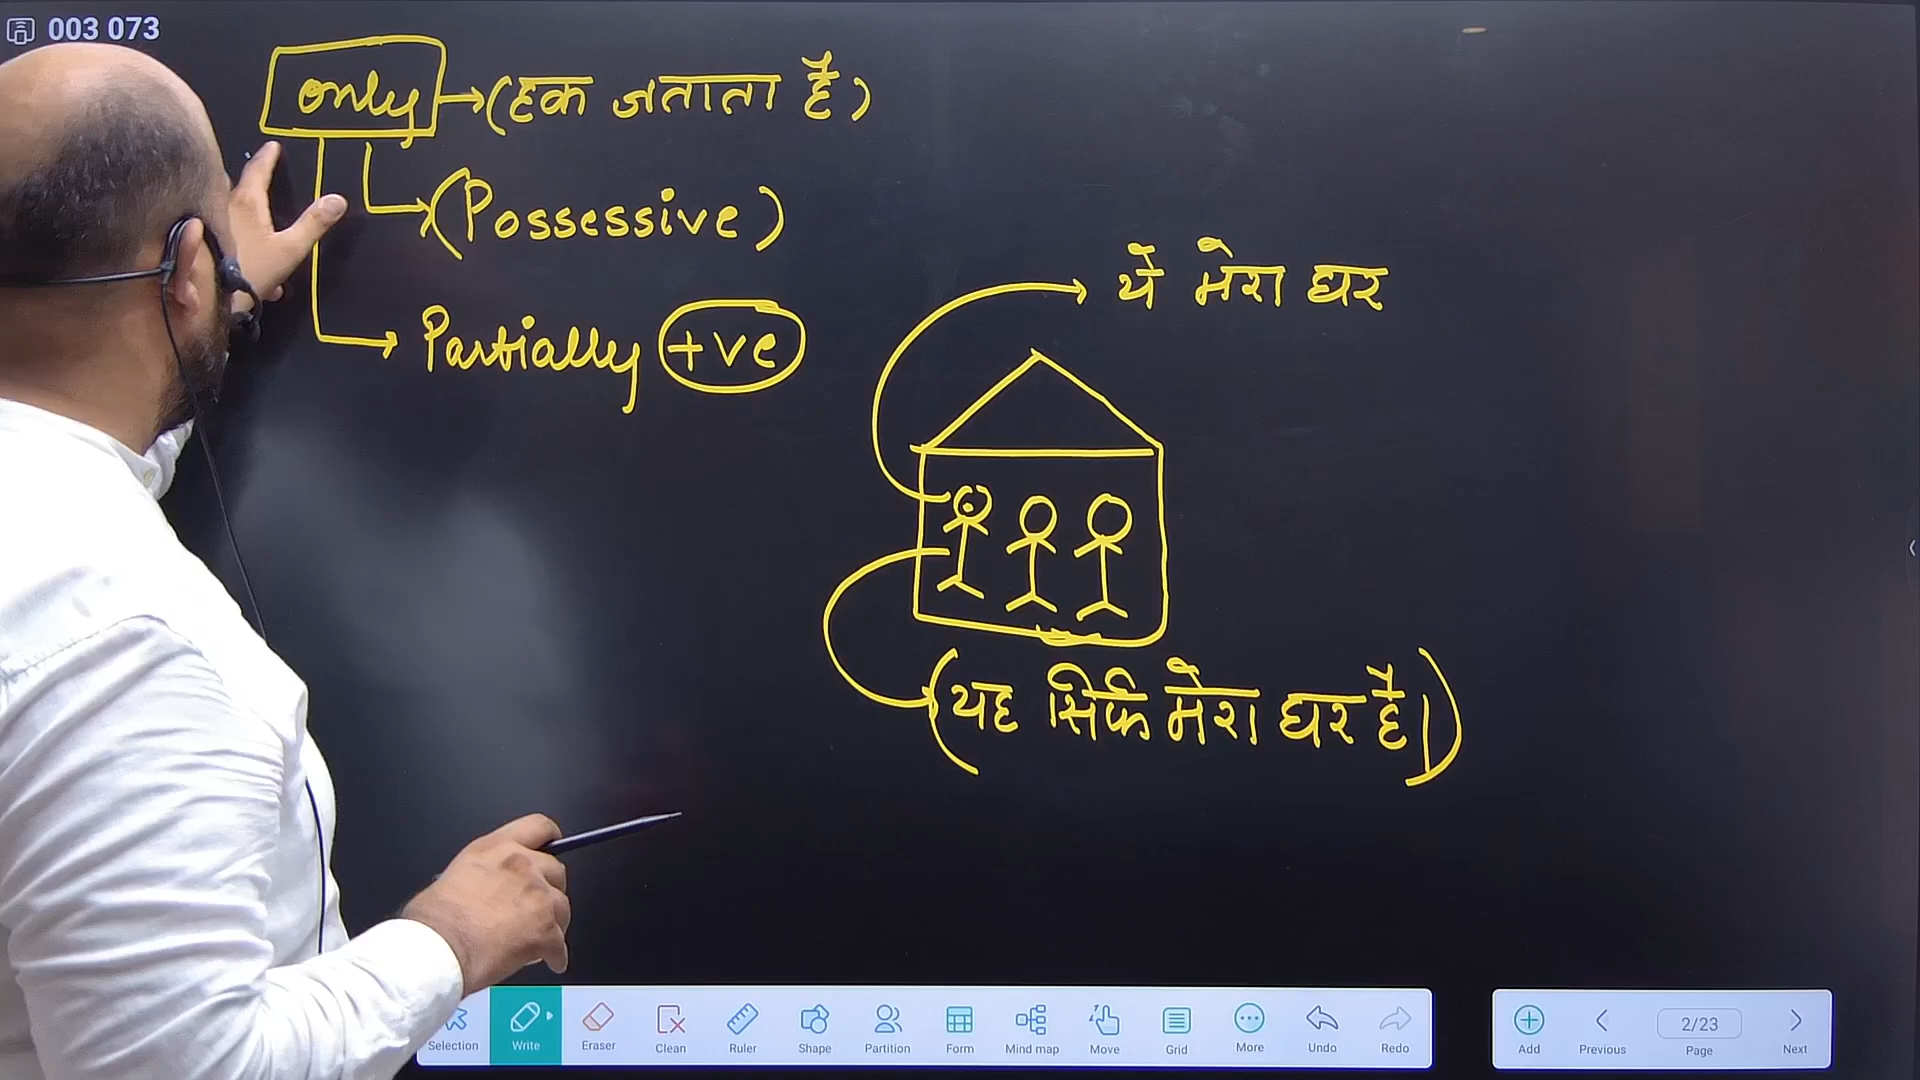 003 073
only → (हक जताता है)
(Possessive)
Partially +ve
ये मेरा घर
(यह सिर्फ मेरा घर है।)
Selection Write Eraser Clean Ruler Shape Partition Form Mind map Move Grid More Undo Redo
Add Previous 2/23 Page Next